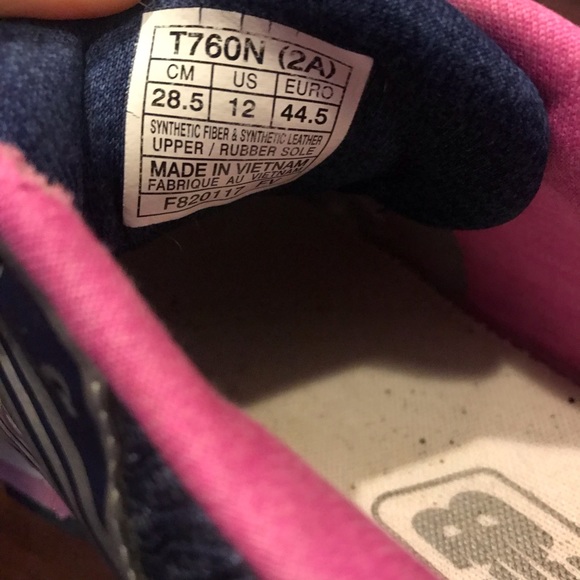 T760N (2A)
CM US EURO
28.5 12 44.5
SYNTHETIC FIBER & SYNTHETIC LEATHER
UPPER / RUBBER SOLE
MADE IN VIETNAM
FABRIQUE AU VIETNAM
F820117